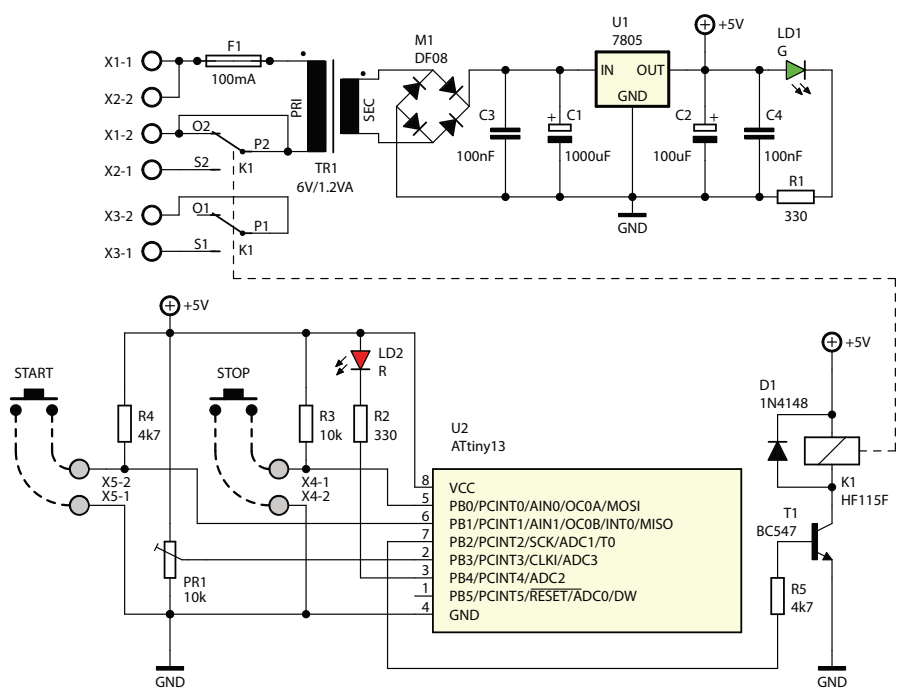 X1-1
X2-2
X1-2
X2-1
X3-2
X3-1
F1
100mA
O2
P2
S2
K1
O1
P1
S1
K1
PRI
SEC
TR1
6V/1.2VA
M1
DF08
C3
100nF
+
C1
1000uF
U1
7805
IN OUT
GND
GND
+5V
+
C2
100uF
C4
100nF
LD1
G
R1
330
+5V
START
STOP
R4
4k7
R3
10k
LD2
R
R2
330
X5-2
X5-1
X4-1
X4-2
PR1
10k
GND
U2
ATtiny13
8 VCC
5 PB0/PCINT0/AIN0/OC0A/MOSI
6 PB1/PCINT1/AIN1/OC0B/INT0/MISO
7 PB2/PCINT2/SCK/ADC1/T0
2 PB3/PCINT3/CLKI/ADC3
3 PB4/PCINT4/ADC2
1 PB5/PCINT5/RESET/ADC0/DW
4 GND
+5V
D1
1N4148
K1
HF115F
T1
BC547
R5
4k7
GND